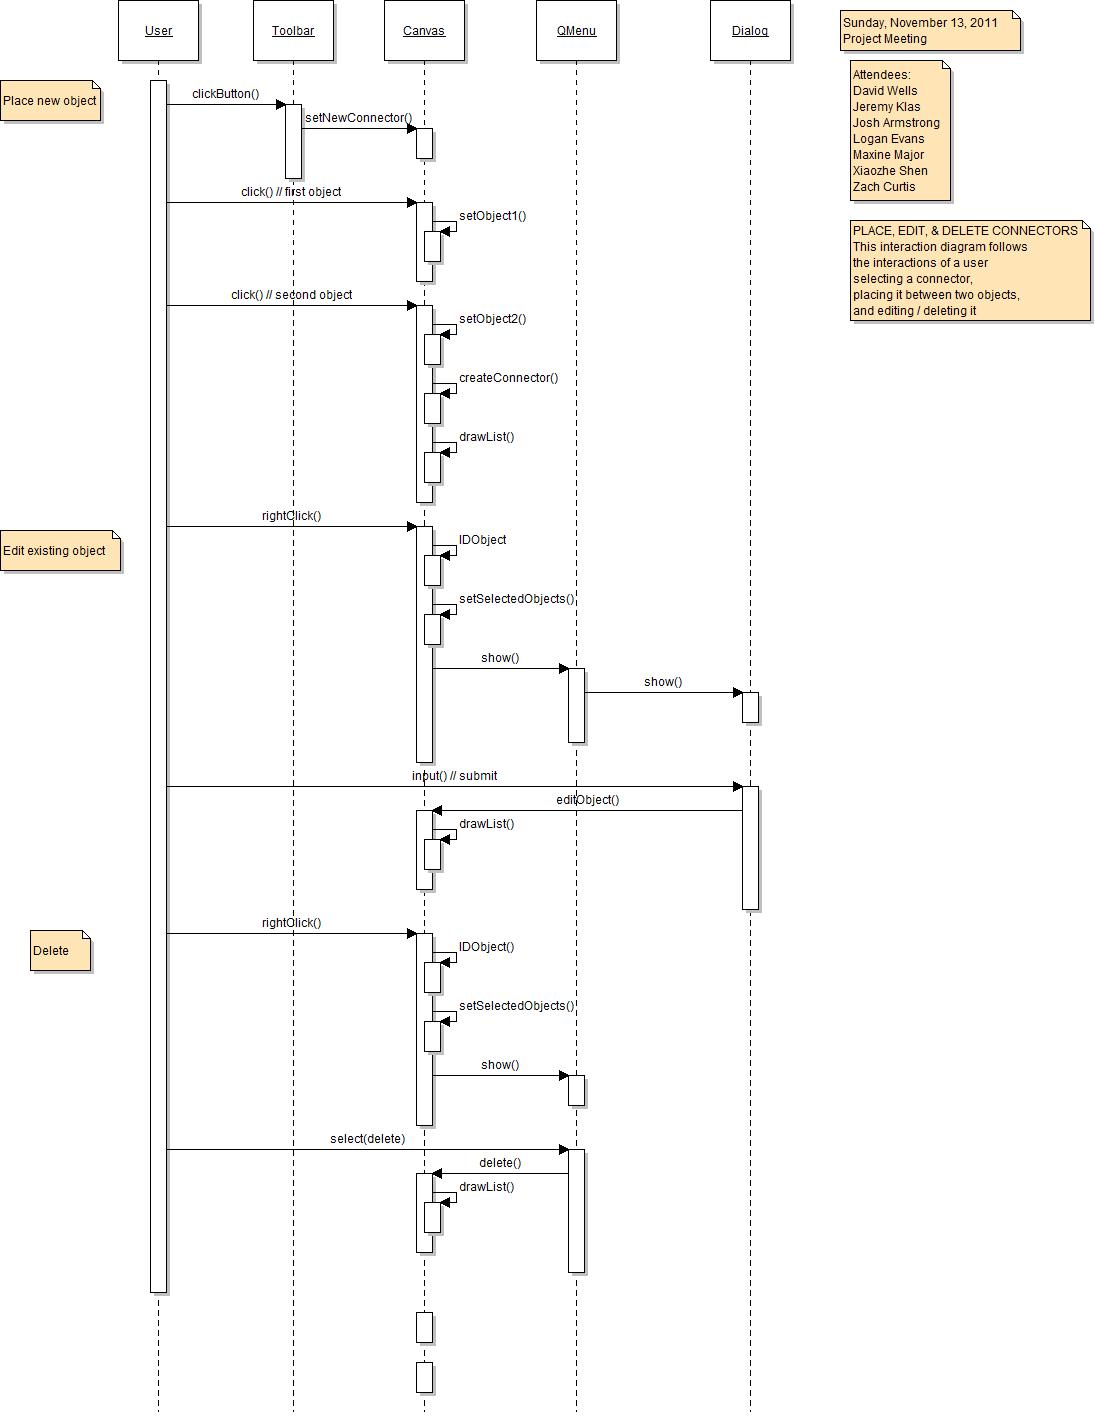 User
Toolbar
Canvas
QMenu
Dialog
Sunday, November 13, 2011
Project Meeting
Attendees:
David Wells
Jeremy Klas
Josh Armstrong
Logan Evans
Maxine Major
Xiaozhe Shen
Zach Curtis
PLACE, EDIT, & DELETE CONNECTORS
This interaction diagram follows
the interactions of a user
selecting a connector,
placing it between two objects,
and editing / deleting it
Place new object
clickButton()
setNewConnector()
click() // first object
setObject1()
click() // second object
setObject2()
createConnector()
drawList()
rightClick()
Edit existing object
IDObject
setSelectedObjects()
show()
show()
input() // submit
editObject()
drawList()
rightClick()
Delete
IDObject()
setSelectedObjects()
show()
select(delete)
delete()
drawList()